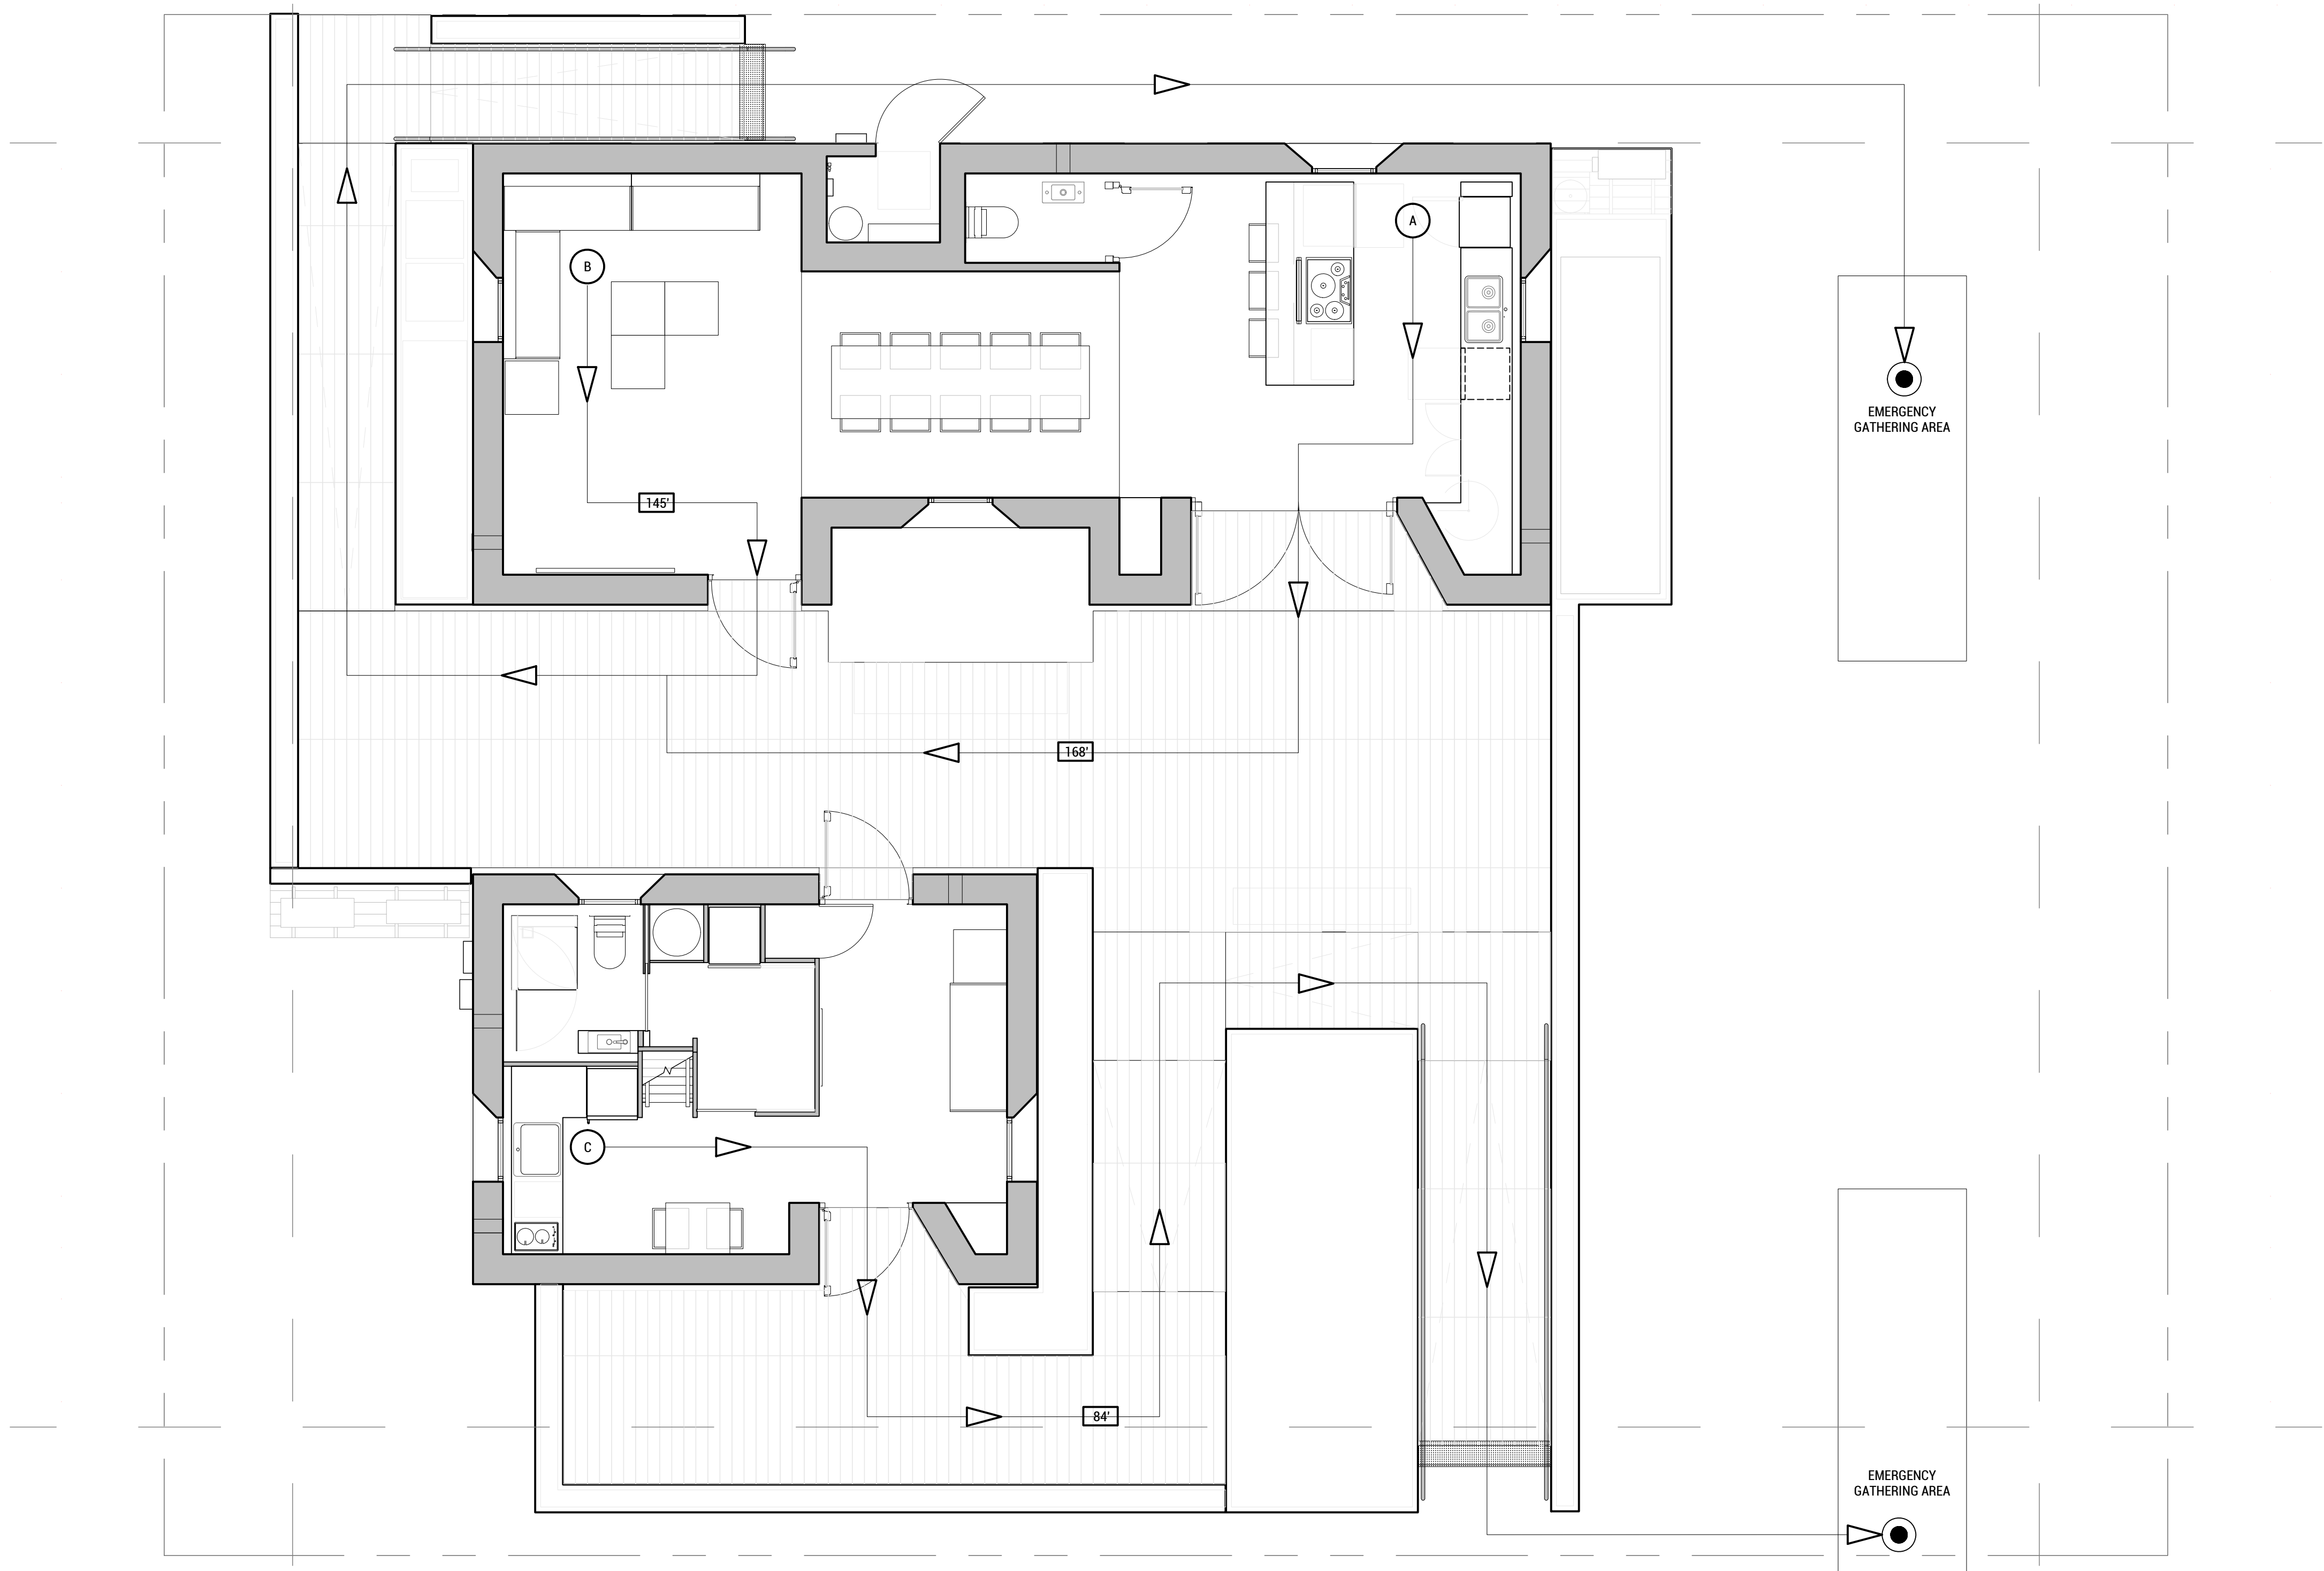 A
B
EMERGENCY
GATHERING AREA
145'
168'
C
84'
EMERGENCY
GATHERING AREA